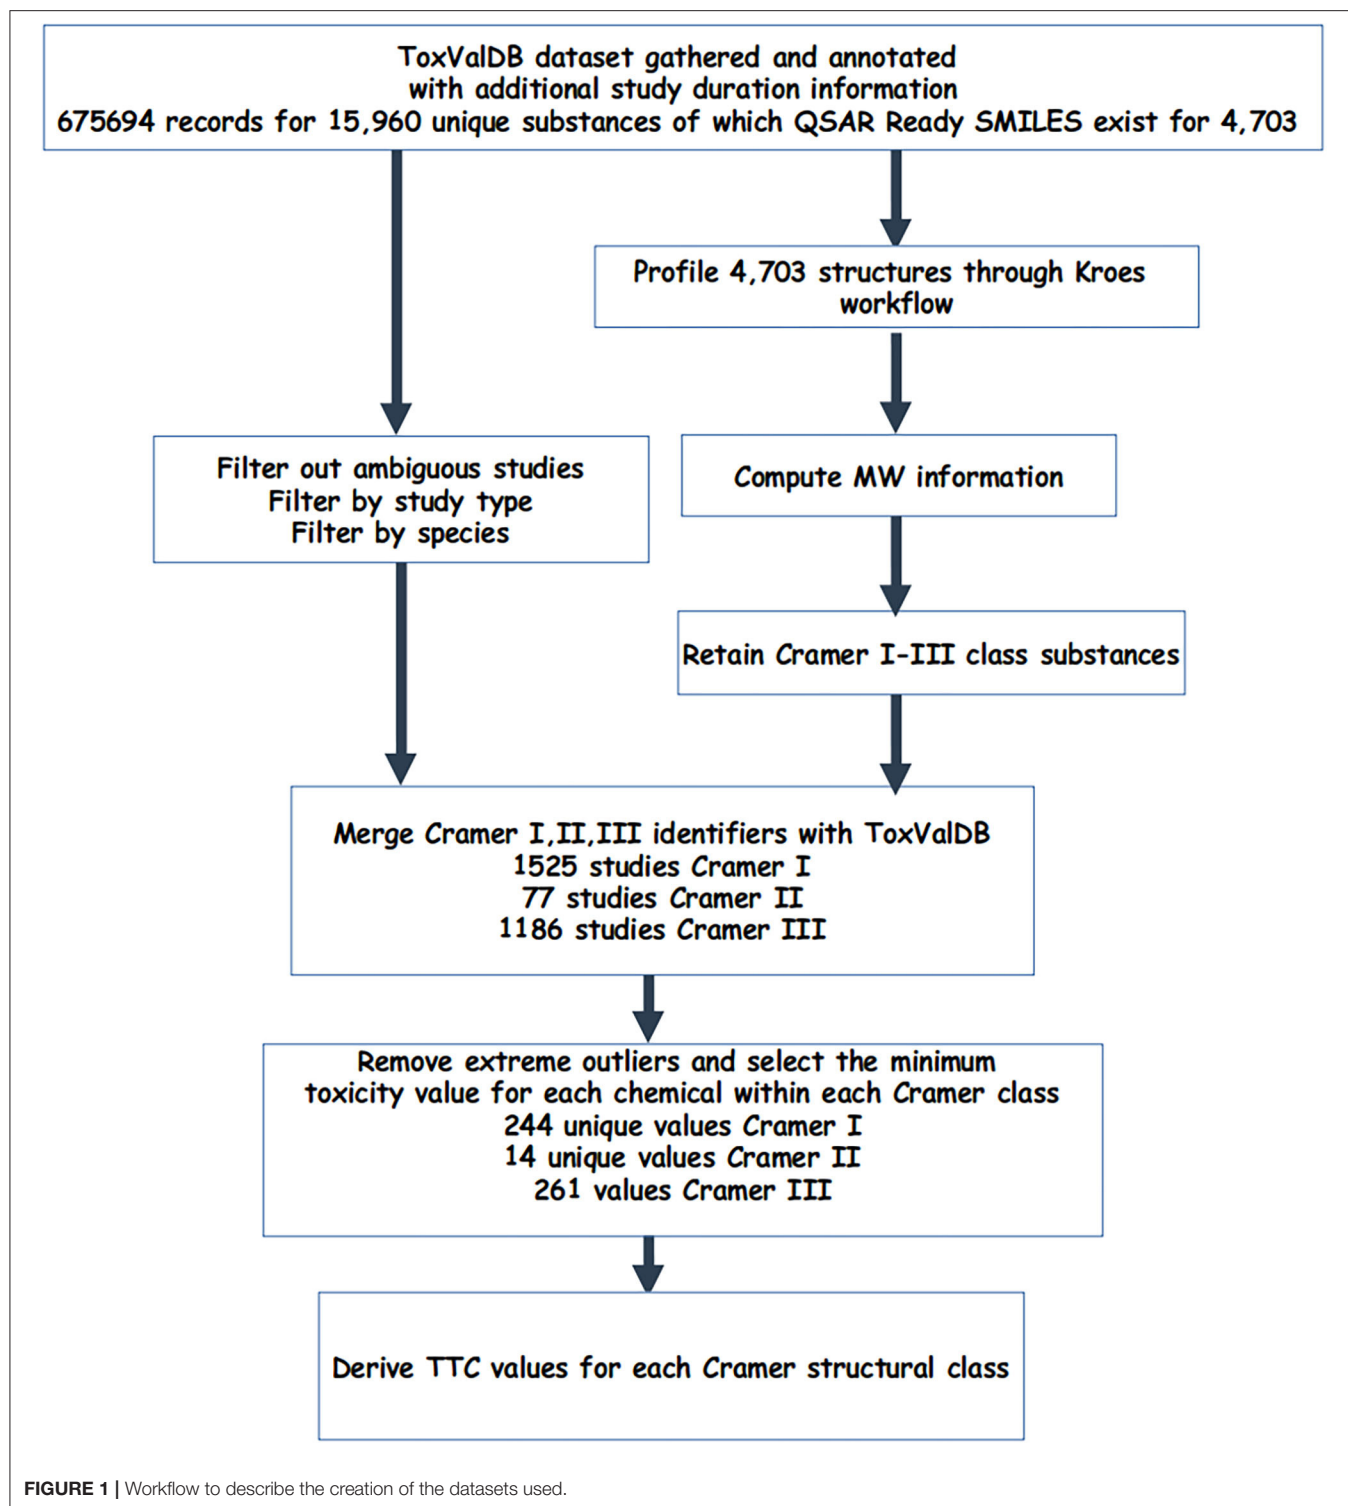 ToxValDB dataset gathered and annotated
with additional study duration information
675694 records for 15,960 unique substances of which QSAR Ready SMILES exist for 4,703
Profile 4,703 structures through Kroes
workflow
Filter out ambiguous studies
Filter by study type
Filter by species
Compute MW information
Retain Cramer I-III class substances
Merge Cramer I,II,III identifiers with ToxValDB
1525 studies Cramer I
77 studies Cramer II
1186 studies Cramer III
Remove extreme outliers and select the minimum
toxicity value for each chemical within each Cramer class
244 unique values Cramer I
14 unique values Cramer II
261 values Cramer III
Derive TTC values for each Cramer structural class
FIGURE 1 | Workflow to describe the creation of the datasets used.